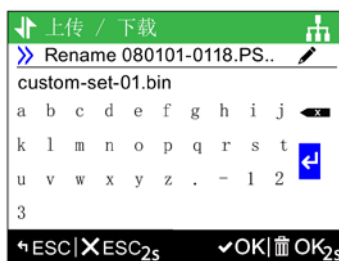 上传 / 下载
Rename 080101-0118.PS..
custom-set-01.bin
a b c d e f g h i j
k l m n o p q r s t
u v w x y z . - 1 2
3
ESC|ESC2s OK|OK2s